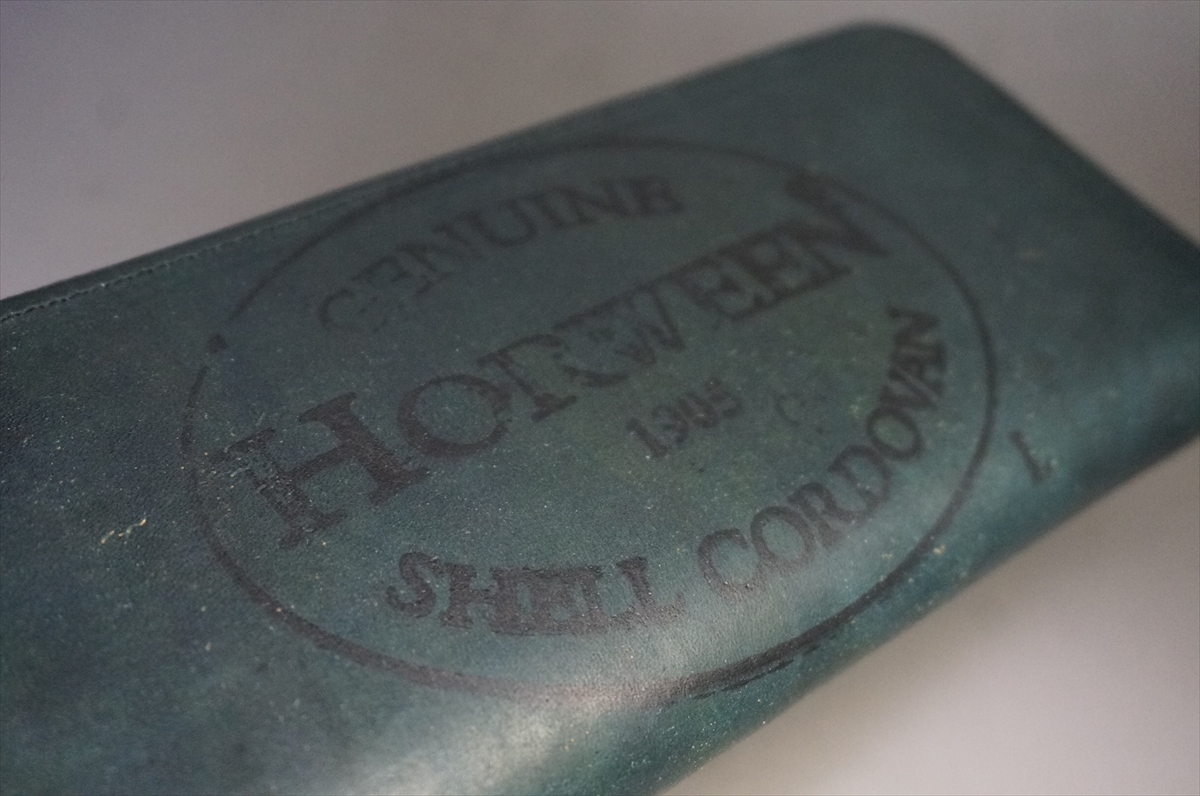 GENUINE
HORWEEN
1905
SHELL CORDOVAN